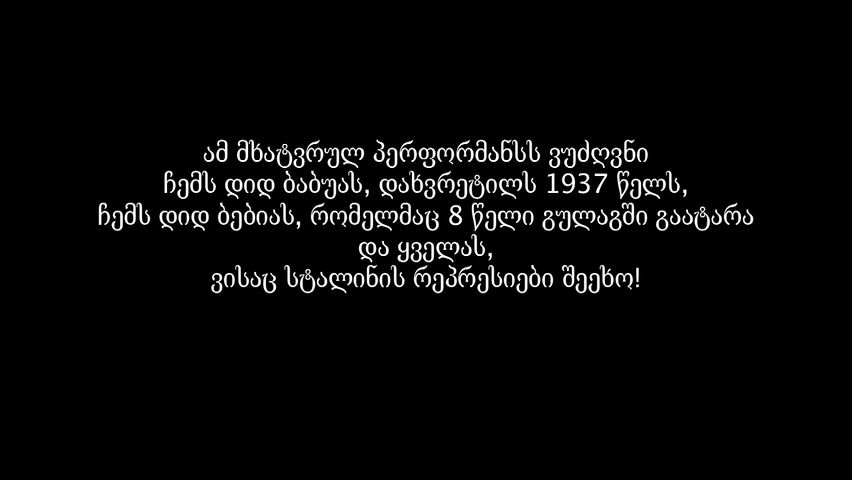 ამ მხატვრულ პერფორმანსს ვუძღვნი
ჩემს დიდ ბაბუას, დახვრეტილს 1937 წელს,
ჩემს დიდ ბებიას, რომელმაც 8 წელი გულაგში გაატარა
და ყველას,
ვისაც სტალინის რეპრესიები შეეხო!